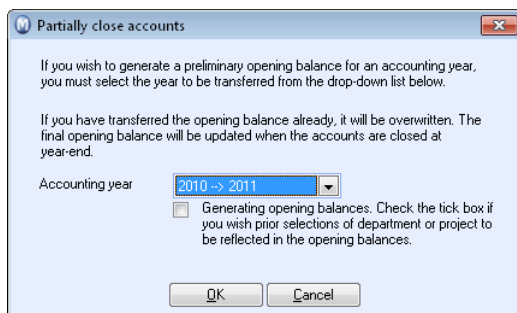 Partially close accounts
If you wish to generate a preliminary opening balance for an accounting year,
you must select the year to be transferred from the drop-down list below.
If you have transferred the opening balance already, it will be overwritten. The
final opening balance will be updated when the accounts are closed at
year-end.
Accounting year 2010 --> 2011
Generating opening balances. Check the tick box if
you wish prior selections of department or project to
be reflected in the opening balances.
OK Cancel